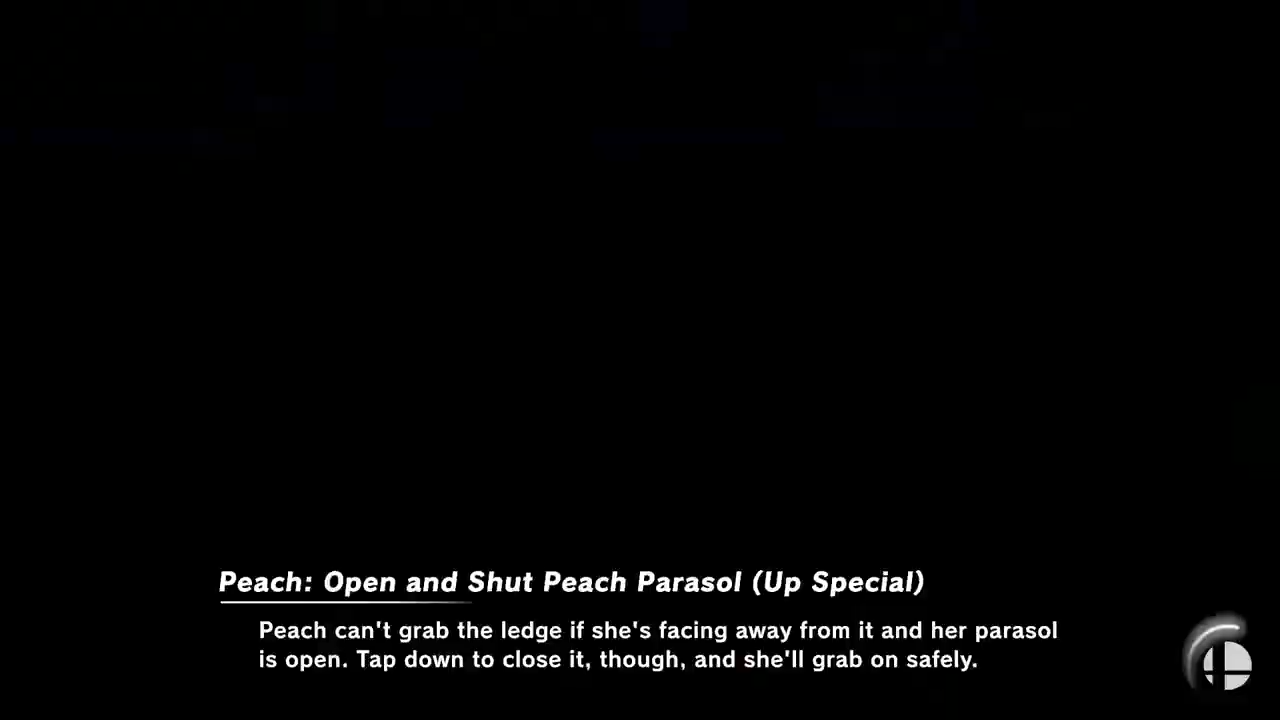 Peach: Open and Shut Peach Parasol (Up Special)
Peach can't grab the ledge if she's facing away from it and her parasol
is open. Tap down to close it, though, and she'll grab on safely.